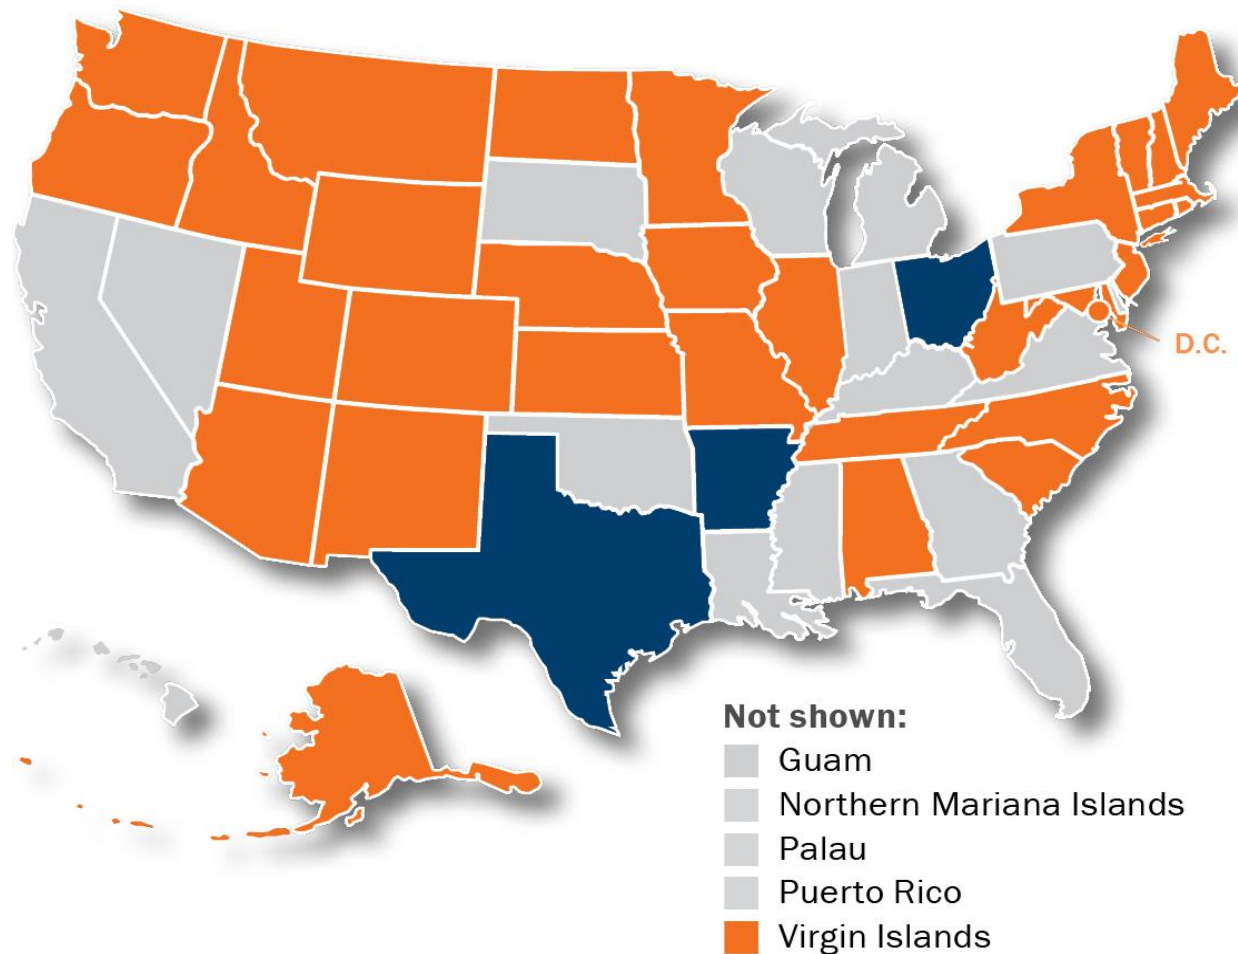 D.C.
Not shown:
Guam
Northern Mariana Islands
Palau
Puerto Rico
Virgin Islands